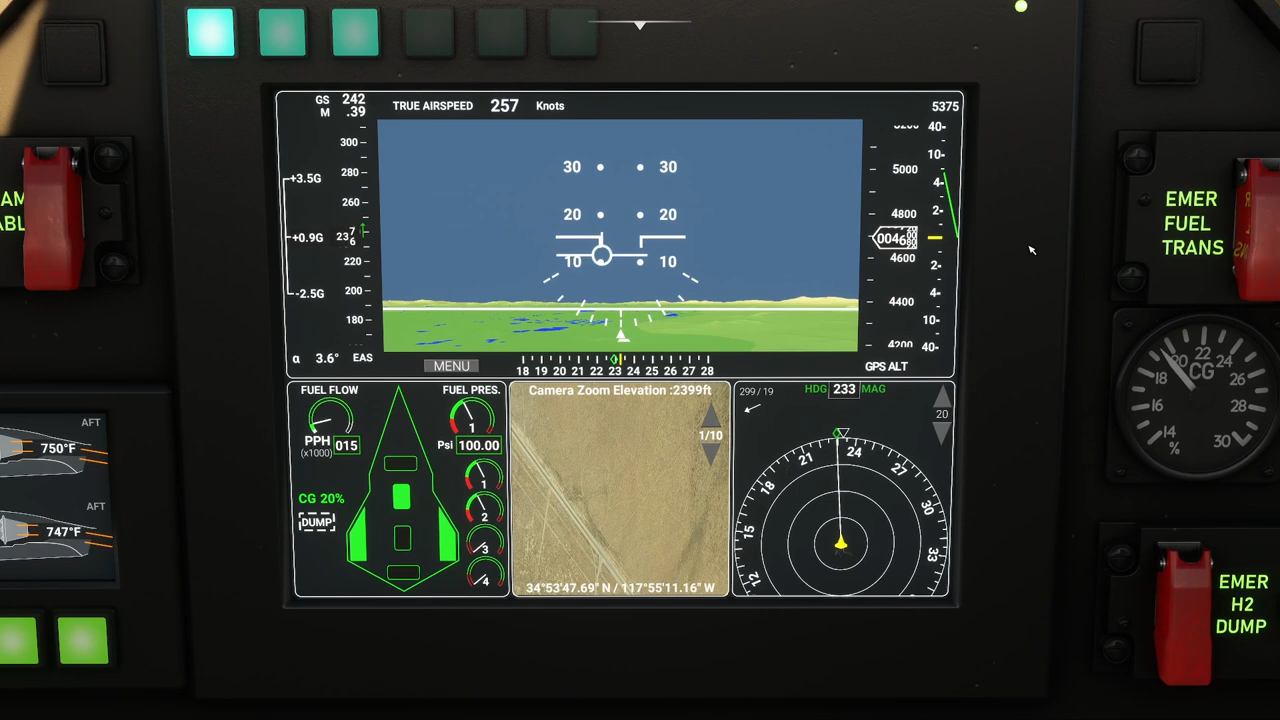 GS 242
M .39
TRUE AIRSPEED 257 Knots
5375
300
280
260
220
200
180
+3.5G
+0.9G
-2.5G
α 3.6° EAS
30 30
20 20
10 10
40
10
4
2
2
4
10
40
5000
4800
4600
4400
4200
GPS ALT
MENU
18 19 20 21 22 23 24 25 26 27 28
FUEL FLOW
FUEL PRES.
PPH 015
(x1000)
1
Psi 100.00
1
2
3
4
CG 20%
DUMP
Camera Zoom Elevation :2399ft
1/10
34°53'47.69" N / 117°55'11.16" W
299 / 19
HDG 233 MAG
20
12 15 18 21 24 27 30 33
AFT
750°F
AFT
747°F
EMER
FUEL
TRANS
14 16 18 20 22 24 26 28 30
CG
%
EMER
H2
DUMP